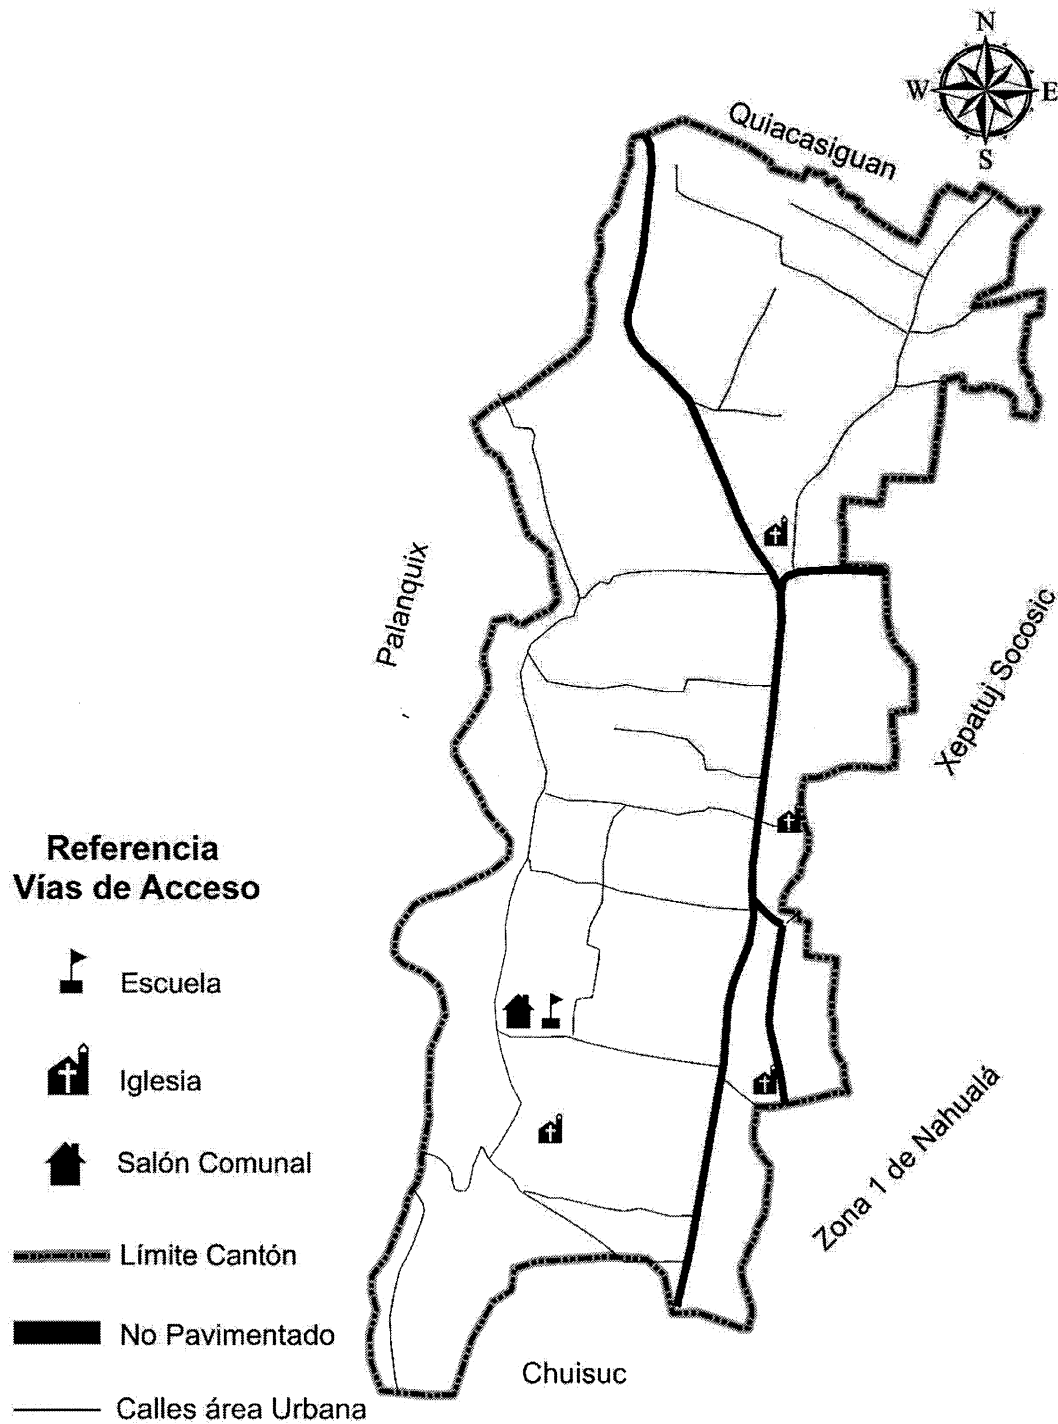 N
W
E
S
Quiacasiguan
Palanquix
Xepatuj Socosic
Referencia
Vías de Acceso
Escuela
Iglesia
Salón Comunal
Zona 1 de Nahualá
Límite Cantón
No Pavimentado
Chuisuc
Calles área Urbana